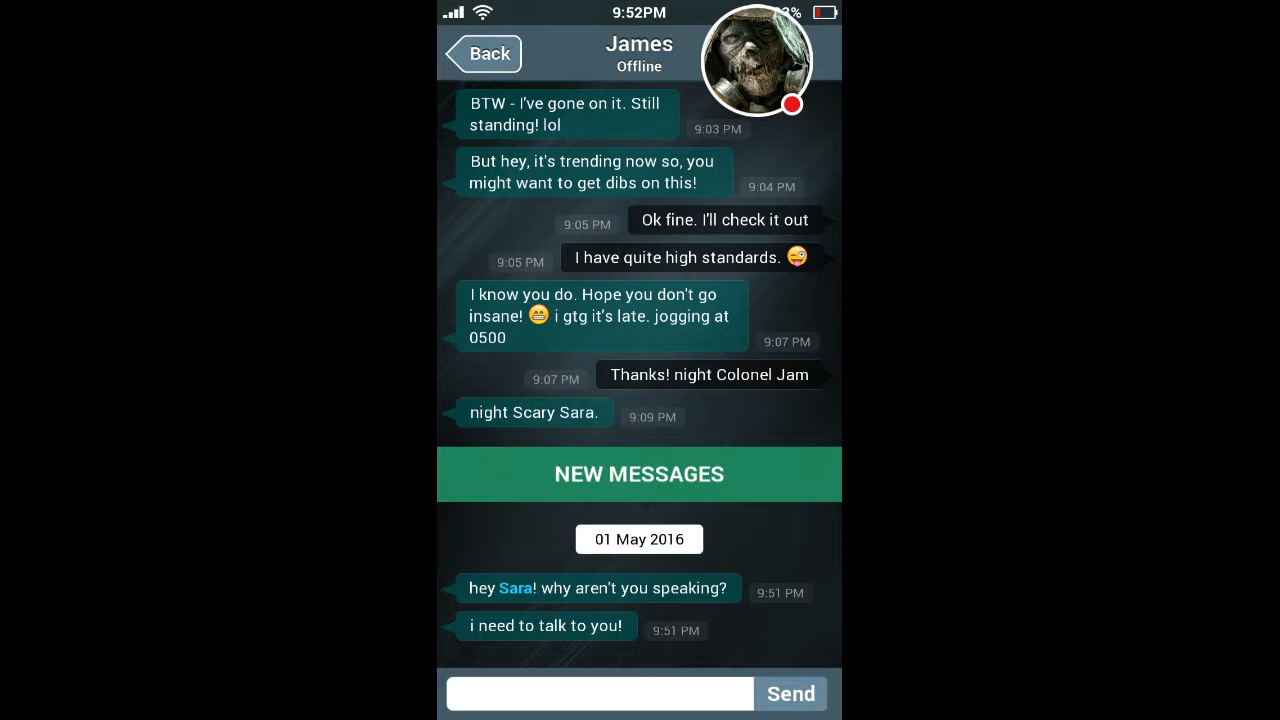 9:52PM
3%
Back
James
Offline
BTW - I've gone on it. Still
standing! lol
9:03 PM
But hey, it's trending now so, you
might want to get dibs on this!
9:04 PM
Ok fine. I'll check it out
9:05 PM
I have quite high standards. 😜
9:05 PM
I know you do. Hope you don't go
insane! 😁 i gtg it's late. jogging at
0500
9:07 PM
Thanks! night Colonel Jam
9:07 PM
night Scary Sara.
9:09 PM
NEW MESSAGES
01 May 2016
hey Sara! why aren't you speaking?
9:51 PM
i need to talk to you!
9:51 PM
Send